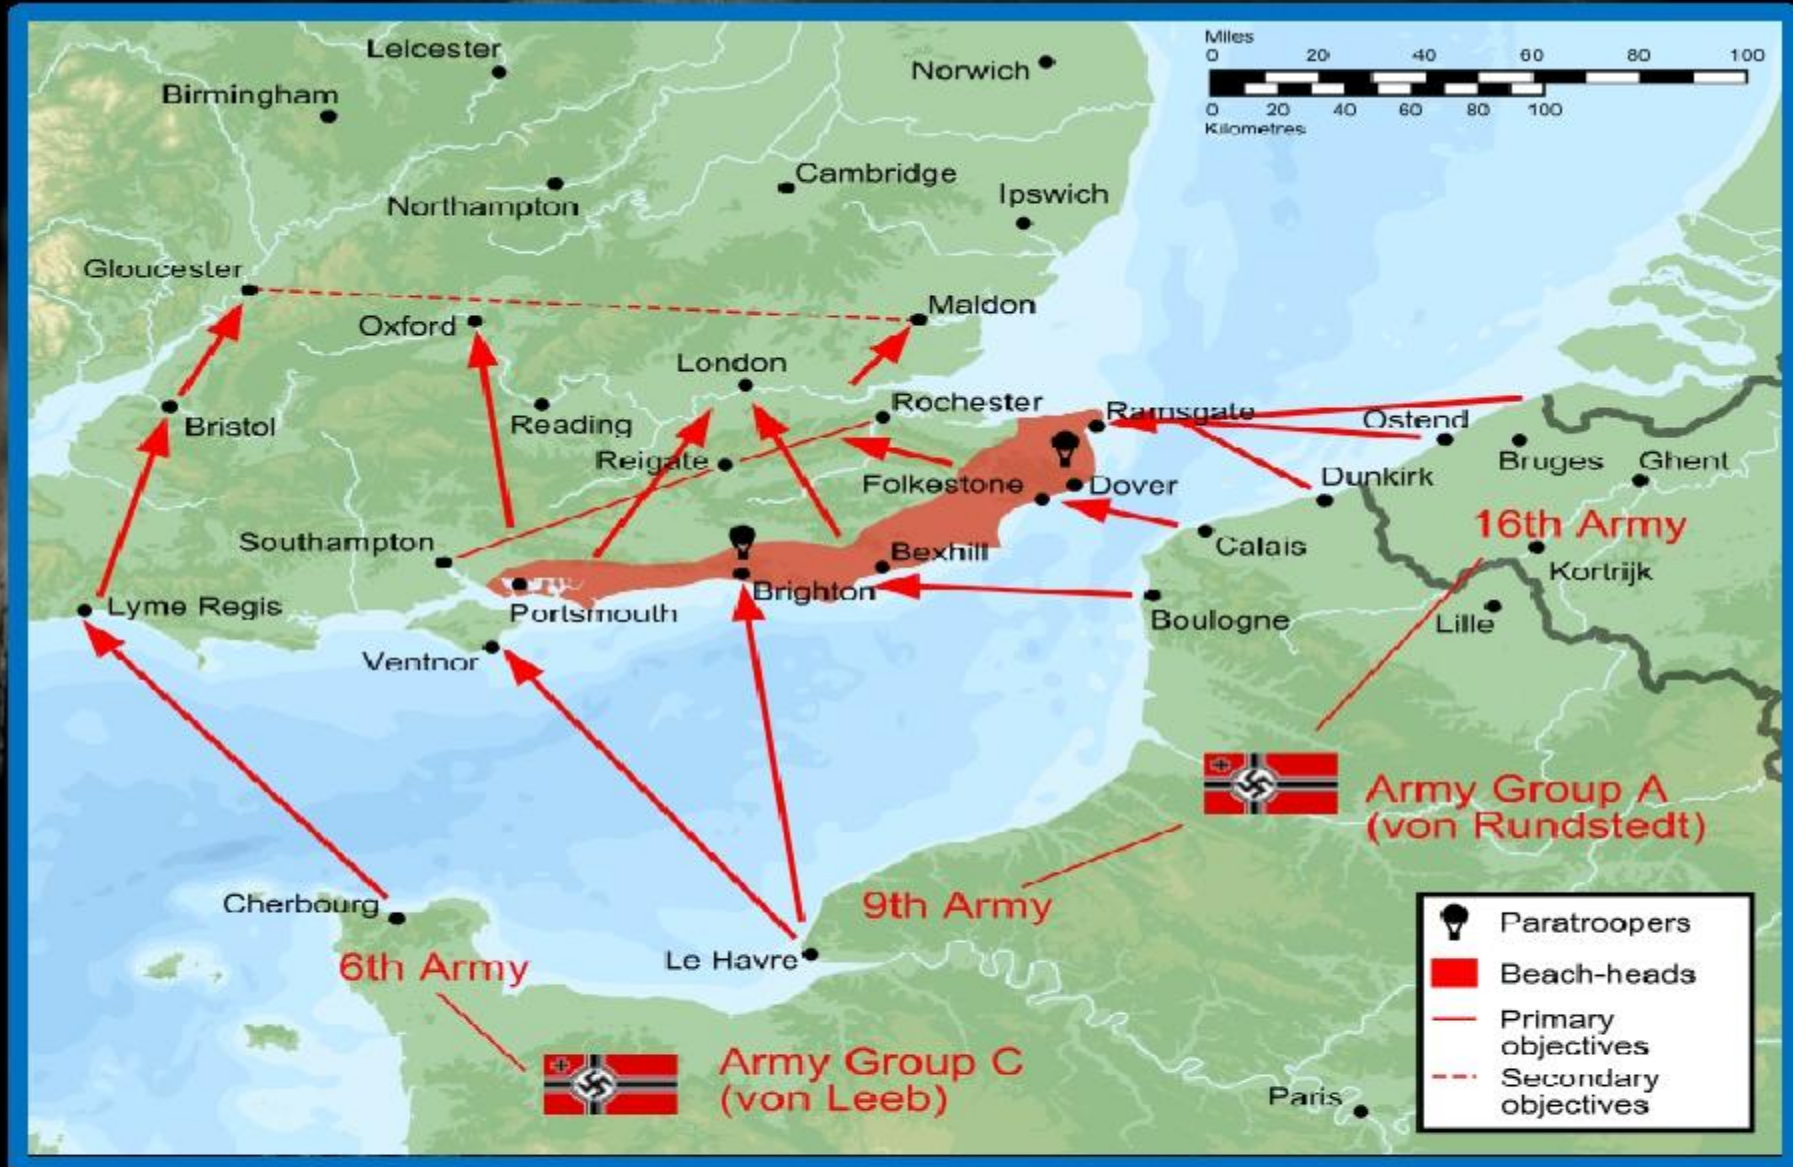 Miles
0 20 40 60 80 100
0 20 40 60 80 100
Kilometres
Leicester
Norwich
Birmingham
Cambridge
Ipswich
Northampton
Gloucester
Maldon
Oxford
London
Rochester
Ramsgate
Ostend
Bristol
Reading
Reigate
Bruges
Ghent
Folkestone
Dover
Dunkirk
16th Army
Southampton
Bexhill
Calais
Kortrijk
Lyme Regis
Brighton
Portsmouth
Boulogne
Lille
Ventnor
Army Group A
(von Rundstedt)
Cherbourg
9th Army
6th Army
Le Havre
Army Group C
(von Leeb)
Paris
Paratroopers
Beach-heads
Primary
objectives
Secondary
objectives